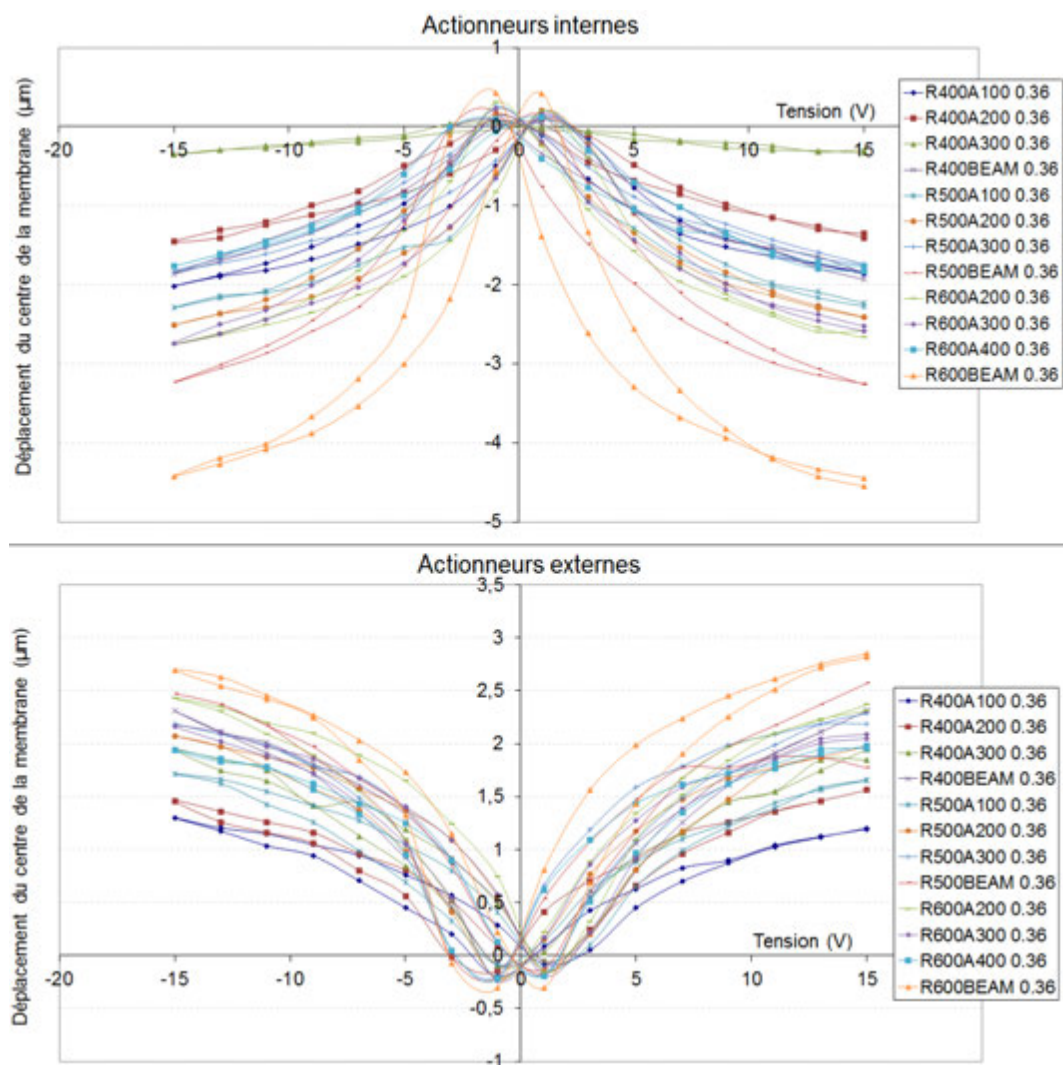 Actionneurs internes
Déplacement du centre de la membrane (µm)
Tension (V)
1
0
-1
-2
-3
-4
-5
-20
-15
-10
-5
0
5
10
15
R400A100 0.36
R400A200 0.36
R400A300 0.36
R400BEAM 0.36
R500A100 0.36
R500A200 0.36
R500A300 0.36
R500BEAM 0.36
R600A200 0.36
R600A300 0.36
R600A400 0.36
R600BEAM 0.36
Actionneurs externes
Déplacement du centre de la membrane (µm)
Tension (V)
3,5
3
2,5
2
1,5
1
0,5
0
-0,5
-1
-20
-15
-10
-5
0
5
10
15
R400A100 0.36
R400A200 0.36
R400A300 0.36
R400BEAM 0.36
R500A100 0.36
R500A200 0.36
R500A300 0.36
R500BEAM 0.36
R600A200 0.36
R600A300 0.36
R600A400 0.36
R600BEAM 0.36